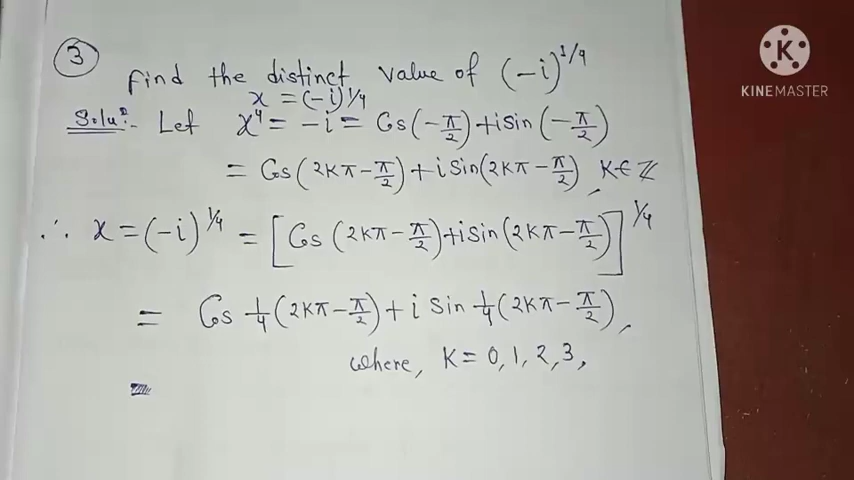 ③ Find the distinct value of (-i)^1/4
x = (-i)^1/4
Solu^n:- Let x^4 = -i = Cos(-π/2) + i sin(-π/2)
= Cos(2kπ - π/2) + i sin(2kπ - π/2), k ∈ ℤ
∴ x = (-i)^1/4 = [Cos(2kπ - π/2) + i sin(2kπ - π/2)]^1/4
= Cos 1/4(2kπ - π/2) + i sin 1/4(2kπ - π/2),
where, k = 0, 1, 2, 3,
K
KINEMASTER